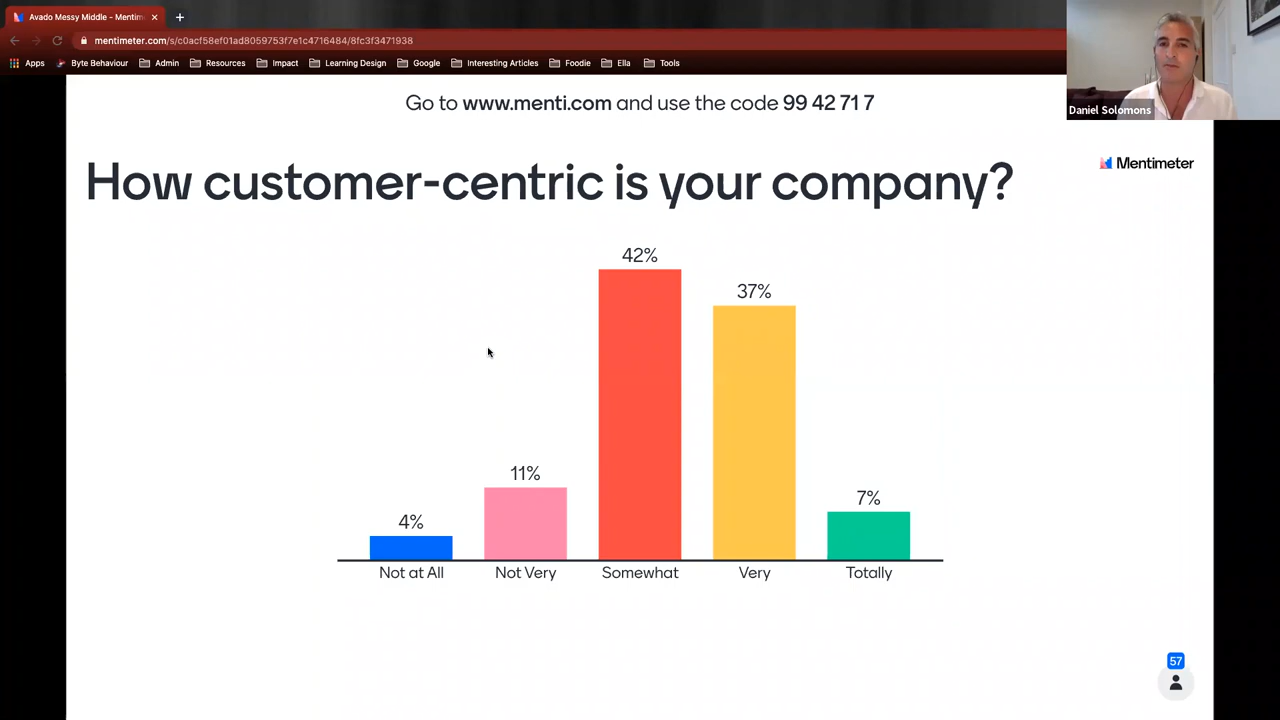 Avado Messy Middle - Mentim
mentimeter.com/s/c0acf58ef01ad8059753f7e1c4716484/8fc3f3471938
Apps Byte Behaviour Admin Resources Impact Learning Design Google Interesting Articles Foodie Ella Tools
Daniel Solomons
Go to www.menti.com and use the code 99 42 71 7
Mentimeter
How customer-centric is your company?
42%
37%
11%
7%
4%
Not at All Not Very Somewhat Very Totally
57